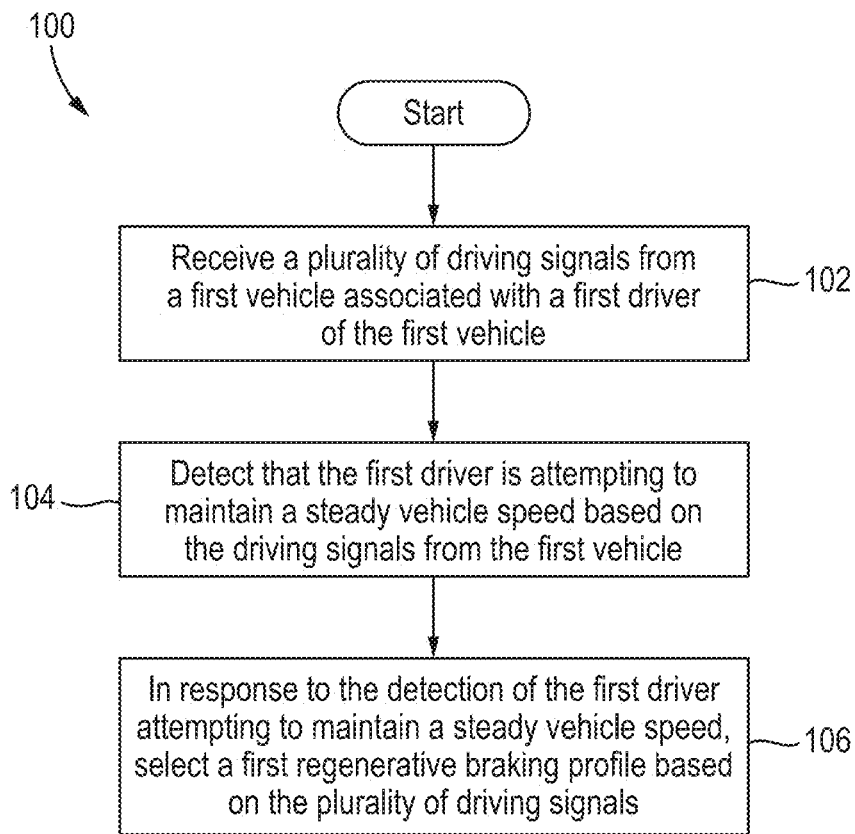 100
Start
Receive a plurality of driving signals from
a first vehicle associated with a first driver
of the first vehicle
102
Detect that the first driver is attempting to
maintain a steady vehicle speed based on
the driving signals from the first vehicle
104
In response to the detection of the first driver
attempting to maintain a steady vehicle speed,
select a first regenerative braking profile based
on the plurality of driving signals
106